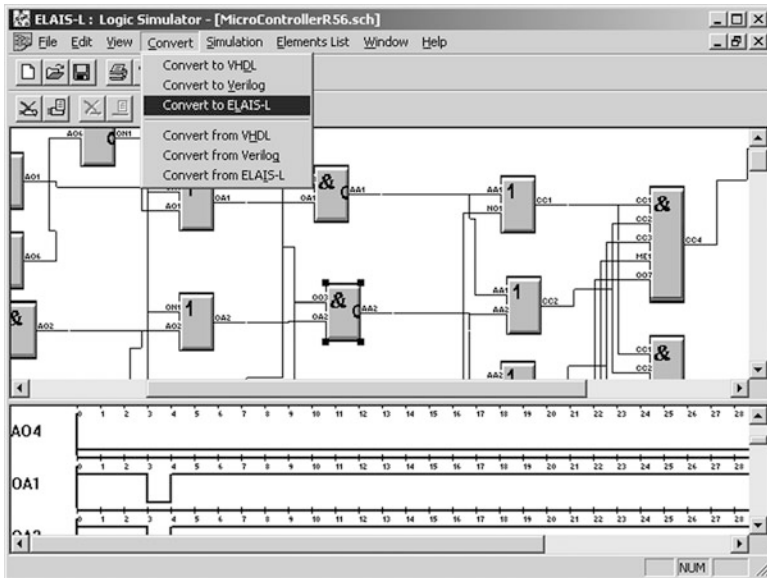 ELAIS-L : Logic Simulator - [MicroControllerR56.sch]
File Edit View Convert Simulation Elements List Window Help
Convert to VHDL
Convert to Verilog
Convert to ELAIS-L
Convert from VHDL
Convert from Verilog
Convert from ELAIS-L
AO6 ON1
AO1
AO1 1 OA1
OA1 & AA1
AA1 NO1 1 CC1
CC1 CC2 CC3 ME1 OO7 & CC4
AO6
& AO2
ON1 AO2 1 OA2
OO3 OA2 & AA2
AA1 AA2 1 CC2
AA2 1
CC1 CC2 &
0 1 2 3 4 5 6 7 8 9 10 11 12 13 14 15 16 17 18 19 20 21 22 23 24 25 26 27 28
AO4
0 1 2 3 4 5 6 7 8 9 10 11 12 13 14 15 16 17 18 19 20 21 22 23 24 25 26 27 28
OA1
0 1 2 3 4 5 6 7 8 9 10 11 12 13 14 15 16 17 18 19 20 21 22 23 24 25 26 27 28
OA2
NUM